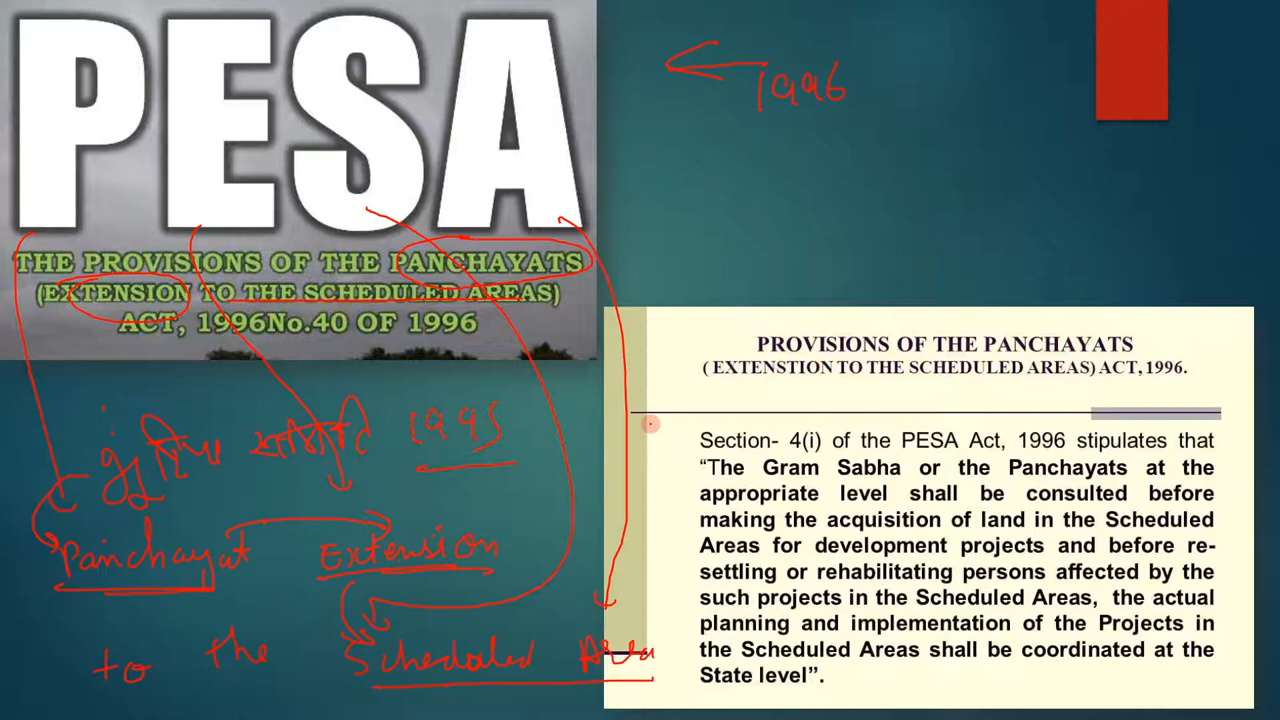 PESA
THE PROVISIONS OF THE PANCHAYATS
(EXTENSION TO THE SCHEDULED AREAS)
ACT, 1996No.40 OF 1996
1996
1995
Panchayat Extension
to the Scheduled Area
PROVISIONS OF THE PANCHAYATS
( EXTENSTION TO THE SCHEDULED AREAS) ACT, 1996.
Section- 4(i) of the PESA Act, 1996 stipulates that
“The Gram Sabha or the Panchayats at the
appropriate level shall be consulted before
making the acquisition of land in the Scheduled
Areas for development projects and before re-
settling or rehabilitating persons affected by the
such projects in the Scheduled Areas, the actual
planning and implementation of the Projects in
the Scheduled Areas shall be coordinated at the
State level”.